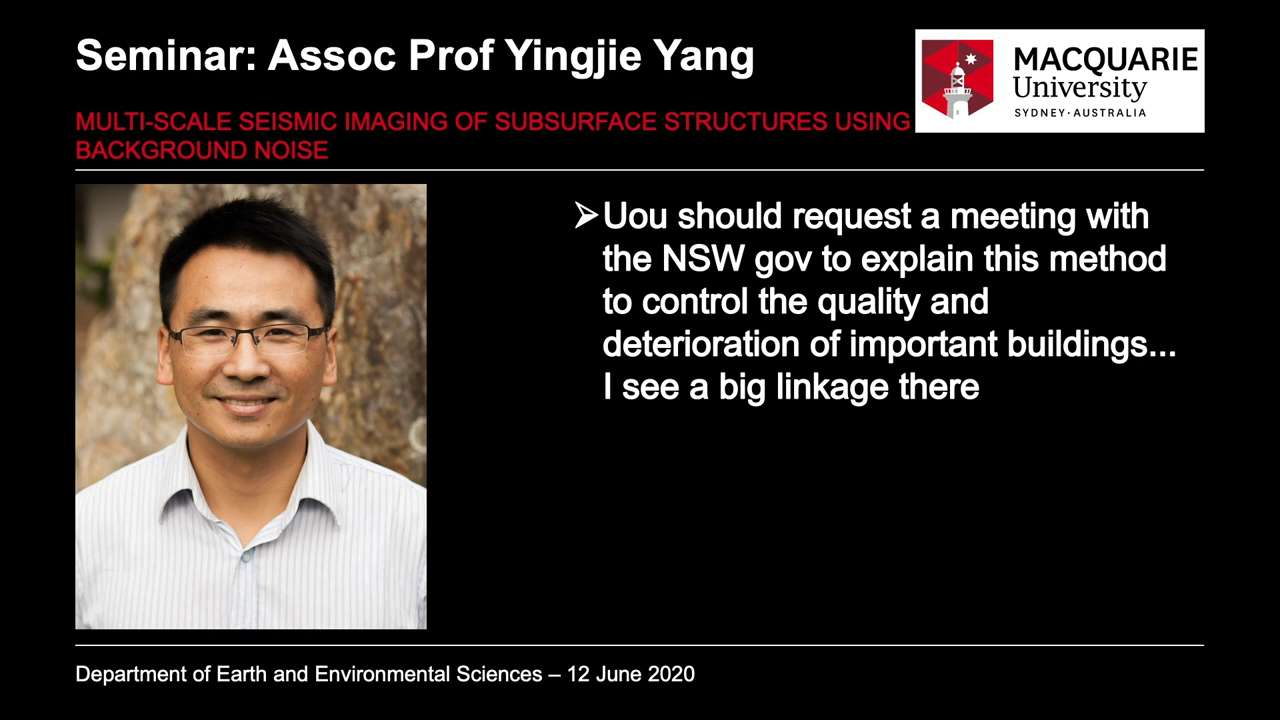 Seminar: Assoc Prof Yingjie Yang
MACQUARIE
University
SYDNEY·AUSTRALIA
MULTI-SCALE SEISMIC IMAGING OF SUBSURFACE STRUCTURES USING
BACKGROUND NOISE
➢Uou should request a meeting with
the NSW gov to explain this method
to control the quality and
deterioration of important buildings...
I see a big linkage there
Department of Earth and Environmental Sciences – 12 June 2020